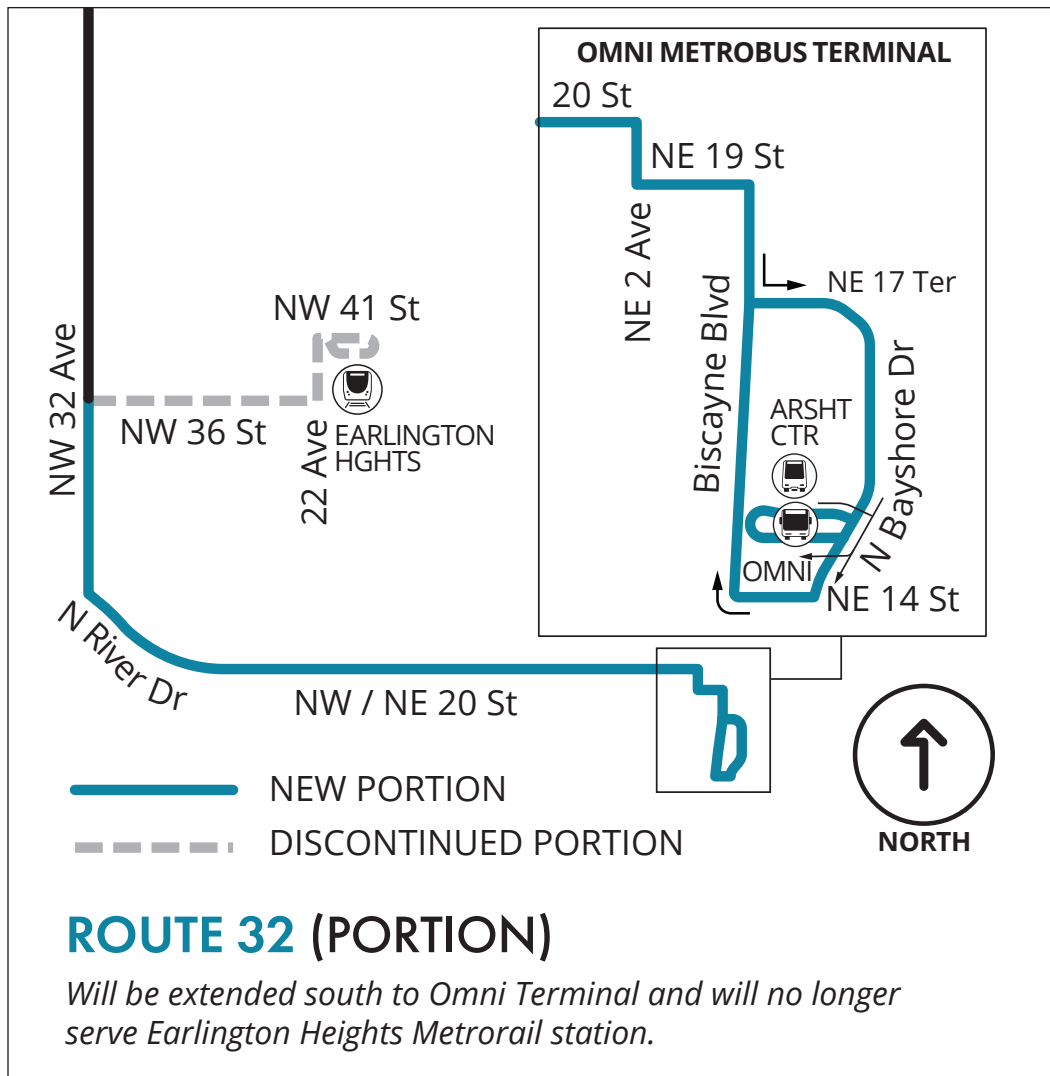 OMNI METROBUS TERMINAL
20 St
NE 19 St
NE 2 Ave
Biscayne Blvd
NE 17 Ter
N Bayshore Dr
ARSHT
CTR
OMNI
NE 14 St
NW 41 St
NW 32 Ave
NW 36 St
22 Ave
EARLINGTON
HGHTS
N River Dr
NW / NE 20 St
NEW PORTION
DISCONTINUED PORTION
NORTH
ROUTE 32 (PORTION)
Will be extended south to Omni Terminal and will no longer
serve Earlington Heights Metrorail station.